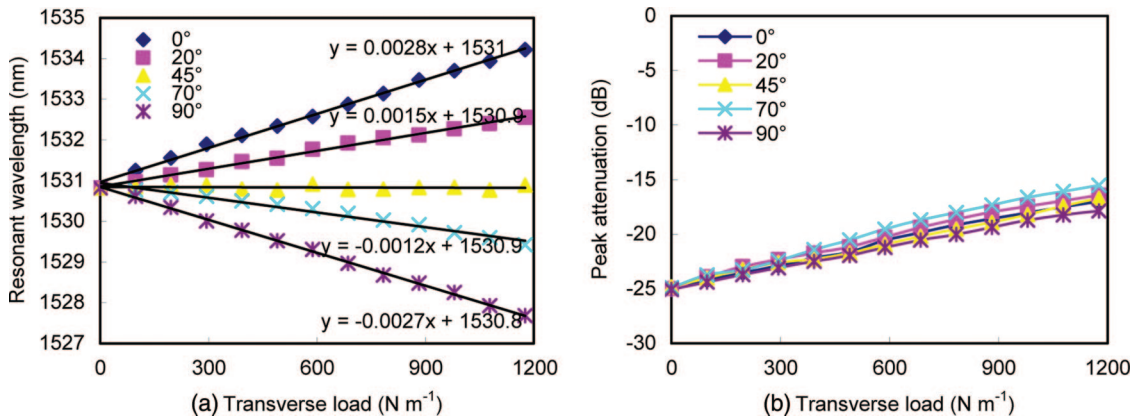 1535
1534
1533
1532
1531
1530
1529
1528
1527
Resonant wavelength (nm)
0°
20°
45°
70°
90°
y = 0.0028x + 1531
y = 0.0015x + 1530.9
y = -0.0012x + 1530.9
y = -0.0027x + 1530.8
0 300 600 900 1200
(a) Transverse load (N m⁻¹)
0
-5
-10
-15
-20
-25
-30
Peak attenuation (dB)
0°
20°
45°
70°
90°
0 300 600 900 1200
(b) Transverse load (N m⁻¹)